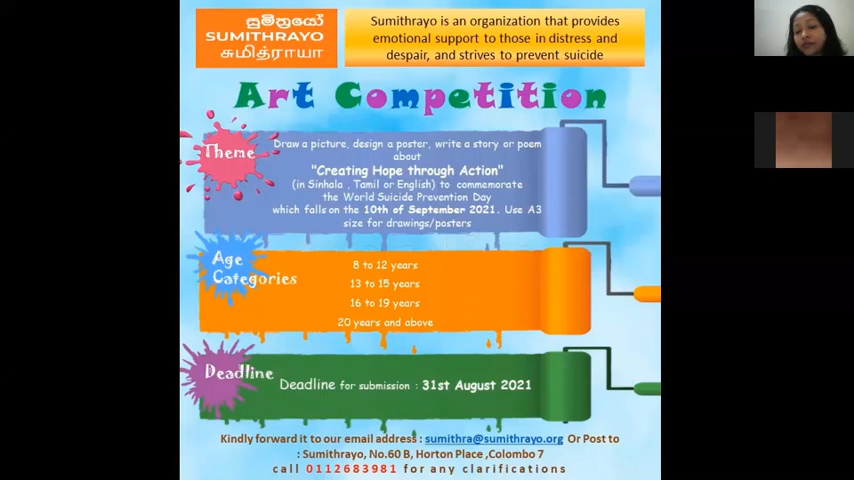 සුමිත්‍රයෝ
SUMITHRAYO
சுமித்ராயா
Sumithrayo is an organization that provides
emotional support to those in distress and
despair, and strives to prevent suicide
Art Competition
Theme
Draw a picture, design a poster, write a story or poem
about
"Creating Hope through Action"
(in Sinhala , Tamil or English) to commemorate
the World Suicide Prevention Day
which falls on the 10th of September 2021. Use A3
size for drawings/posters
Age
Categories
8 to 12 years
13 to 15 years
16 to 19 years
20 years and above
Deadline
Deadline for submission : 31st August 2021
Kindly forward it to our email address : sumithra@sumithrayo.org Or Post to
: Sumithrayo, No.60 B, Horton Place ,Colombo 7
call 0112683981 for any clarifications